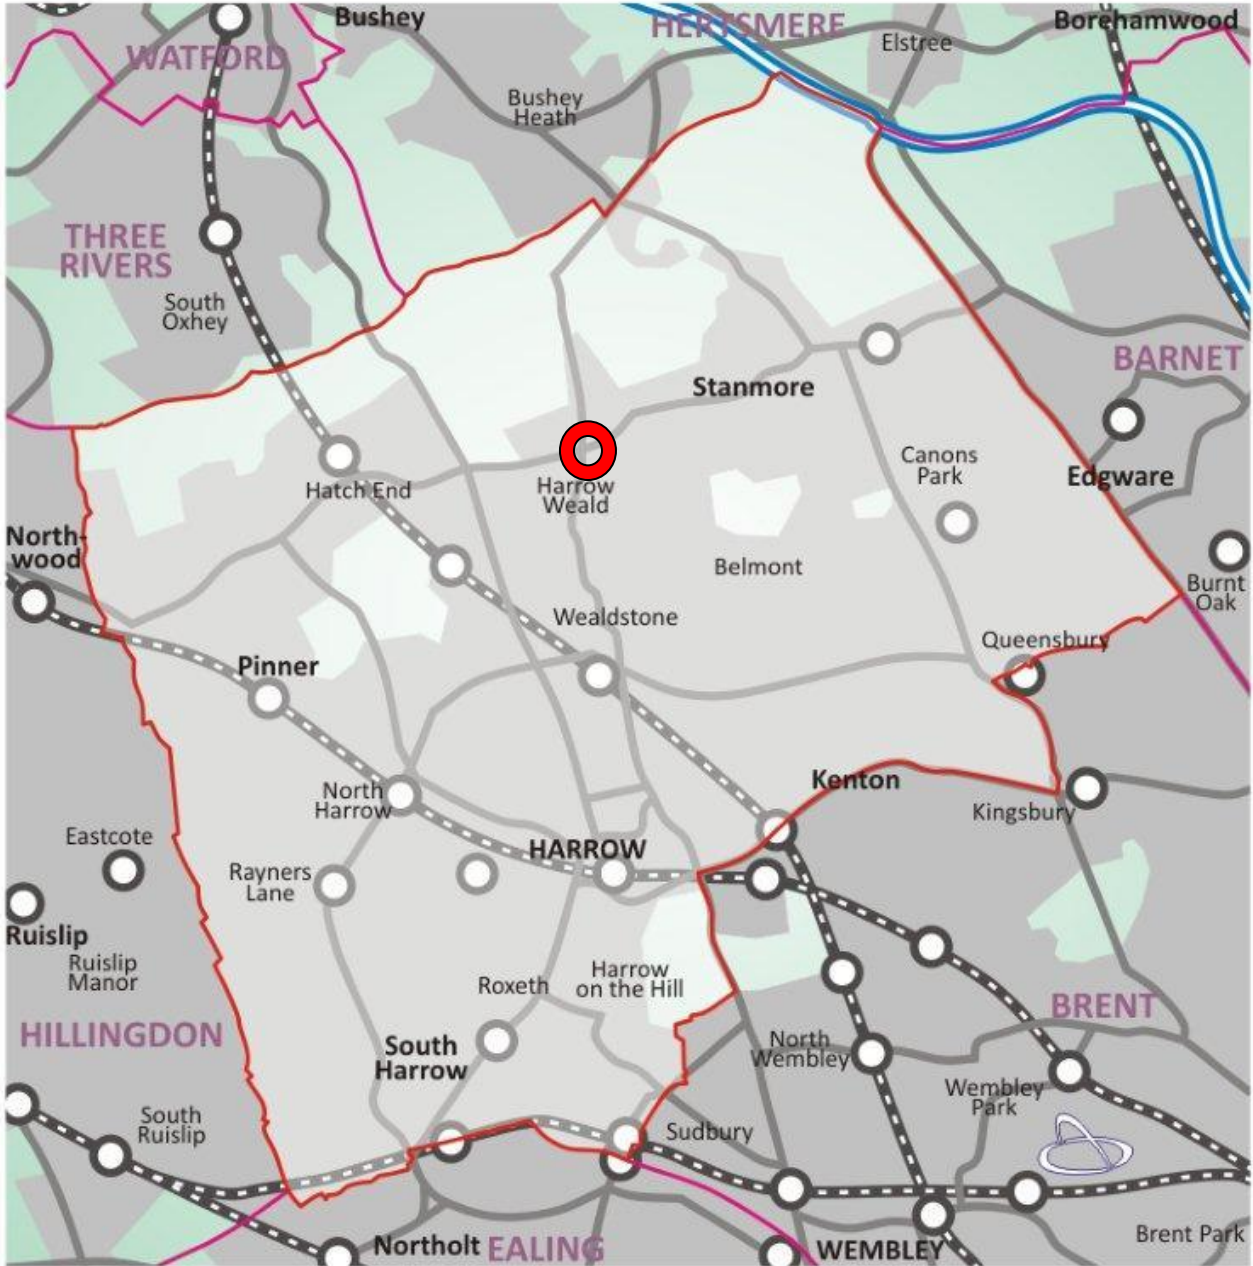 Bushey
HERTSMERE
Borehamwood
WATFORD
Elstree
Bushey
Heath
THREE
RIVERS
South
Oxhey
BARNET
Stanmore
Canons
Park
Edgware
Hatch End
Harrow
Weald
North-
wood
Belmont
Burnt
Oak
Wealdstone
Queensbury
Pinner
Kenton
North
Harrow
Kingsbury
Eastcote
HARROW
Rayners
Lane
Ruislip
Ruislip
Manor
Roxeth
Harrow
on the Hill
BRENT
HILLINGDON
South
Harrow
North
Wembley
Wembley
Park
South
Ruislip
Sudbury
Northolt
EALING
WEMBLEY
Brent Park